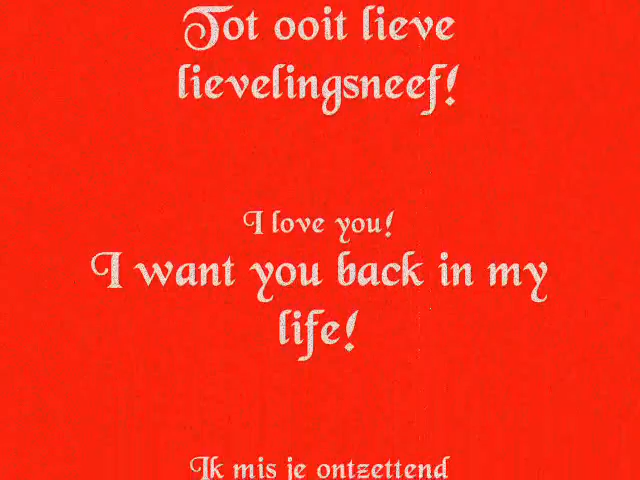 Tot ooit lieve
lievelingsneef!
I love you!
I want you back in my
life!
Ik mis je ontzettend